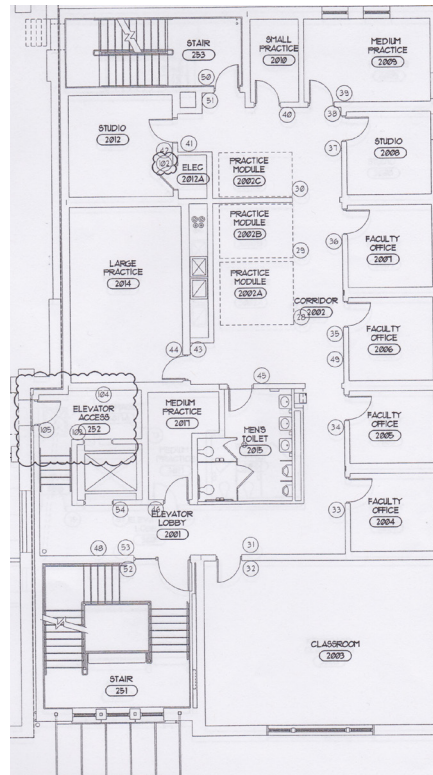 STAIR
253
SMALL
PRACTICE
2010
MEDIUM
PRACTICE
2009
50
51
40
39
38
STUDIO
2012
41
42
102
ELEC
2012A
PRACTICE
MODULE
2002C
30
37
STUDIO
2008
PRACTICE
MODULE
2002B
29
36
FACULTY
OFFICE
2007
LARGE
PRACTICE
2014
PRACTICE
MODULE
2002A
28
CORRIDOR
2002
35
49
FACULTY
OFFICE
2006
44
43
45
104
ELEVATOR
ACCESS
252
105
103
MEDIUM
PRACTICE
2017
MEN'S
TOILET
2015
34
FACULTY
OFFICE
2005
54
46
ELEVATOR
LOBBY
2001
33
FACULTY
OFFICE
2004
48
53
52
31
32
CLASSROOM
2003
STAIR
251